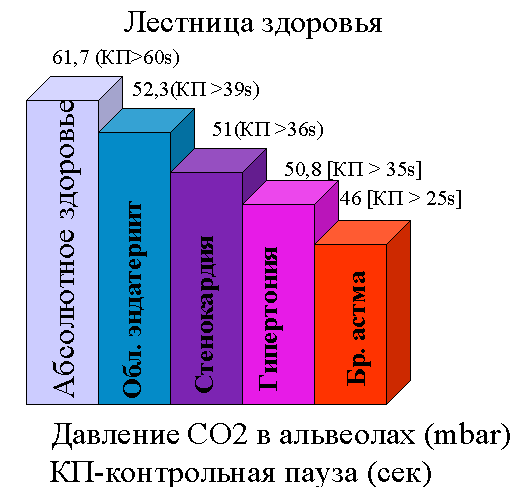 Лестница здоровья
61,7 (КП>60s)
52,3(КП >39s)
51(КП >36s)
50,8 [КП > 35s]
46 [КП > 25s]
Абсолютное здоровье
Обл. эндатериит
Стенокардия
Гипертония
Бр. астма
Давление СО2 в альвеолах (mbar)
КП-контрольная пауза (сек)